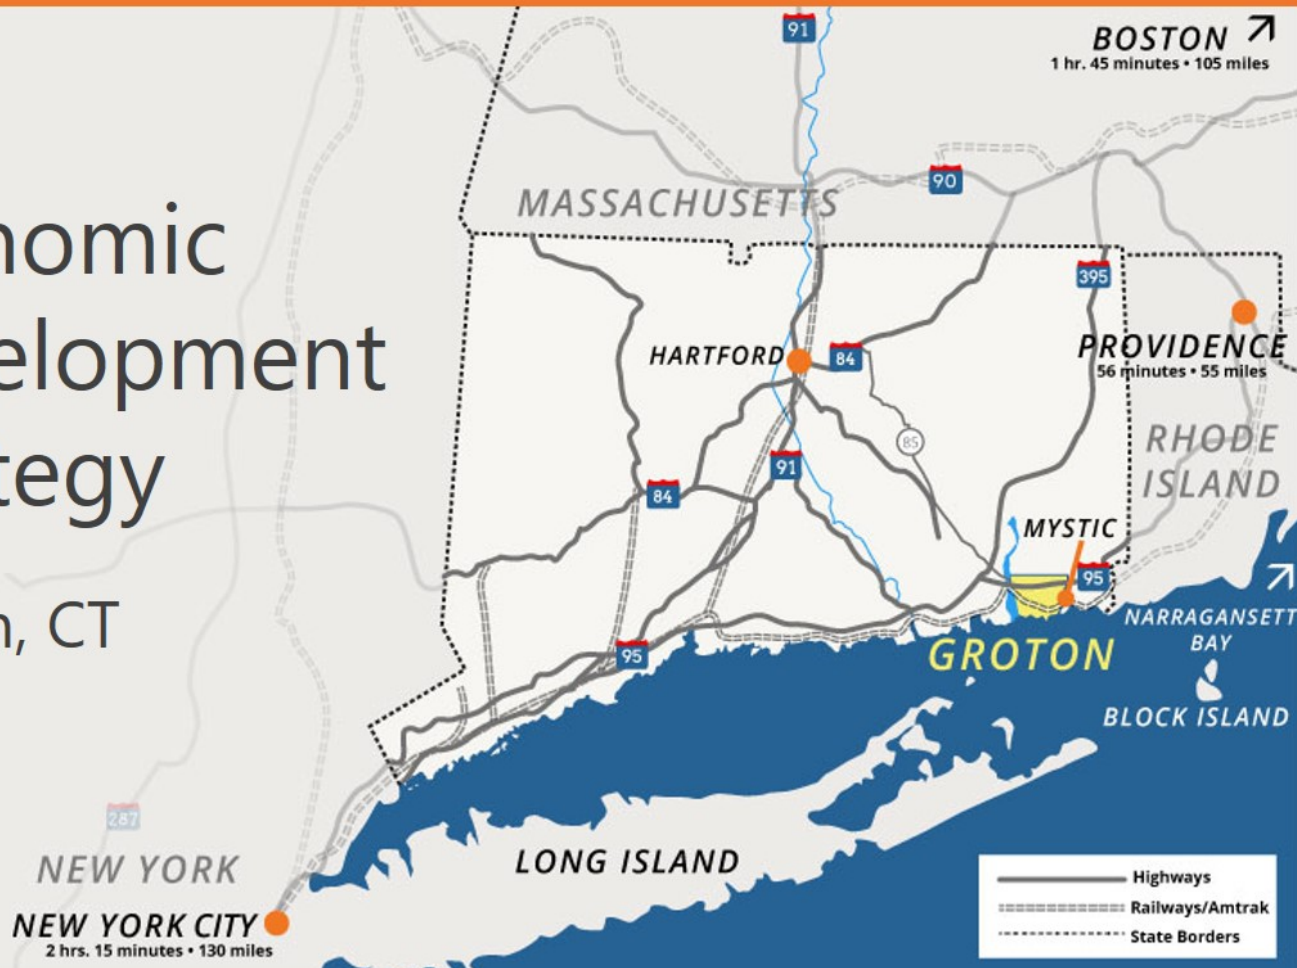 91
BOSTON
1 hr. 45 minutes • 105 miles
90
MASSACHUSETTS
nomic
395
elopment
HARTFORD
84
PROVIDENCE
56 minutes • 55 miles
85
RHODE
ISLAND
tegy
91
84
MYSTIC
95
n, CT
NARRAGANSETT
BAY
GROTON
95
BLOCK ISLAND
287
NEW YORK
LONG ISLAND
Highways
NEW YORK CITY
Railways/Amtrak
2 hrs. 15 minutes • 130 miles
State Borders